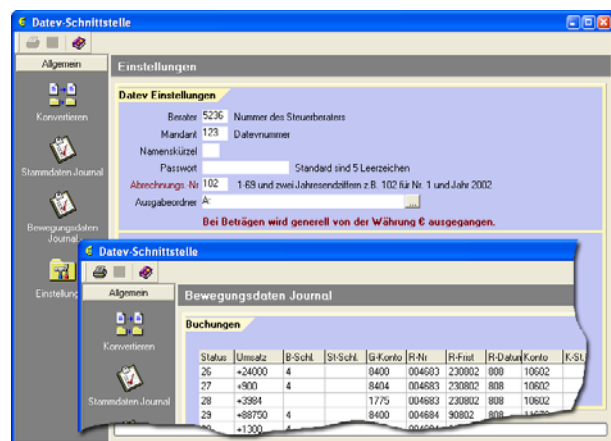 Datev-Schnittstelle
Allgemein
Einstellungen
Konvertieren
Stammdaten Journal
Bewegungsdaten Journal
Datev Einstellungen
Berater 5236 Nummer des Steuerberaters
Mandant 123 Datevnummer
Namenskürzel
Passwort Standard sind 5 Leerzeichen
Abrechnungs-Nr 102 1-69 und zwei Jahresendziffern z.B. 102 für Nr. 1 und Jahr 2002
Ausgabeordner A: ...
Bei Beträgen wird generell von der Währung € ausgegangen.
Datev-Schnittstelle
Allgemein
Bewegungsdaten Journal
Konvertieren
Stammdaten Journal
Buchungen
Status Umsatz B-Schl. St-Schl. G-Konto R-Nr R-Frist R-Datum Konto K-St.
26 +24000 4 8400 004683 230802 808 10602
27 +900 4 8404 004683 230802 808 10602
28 +3984 1775 004683 230802 808 10602
29 +88750 4 8400 004684 90802 808
+1300 4